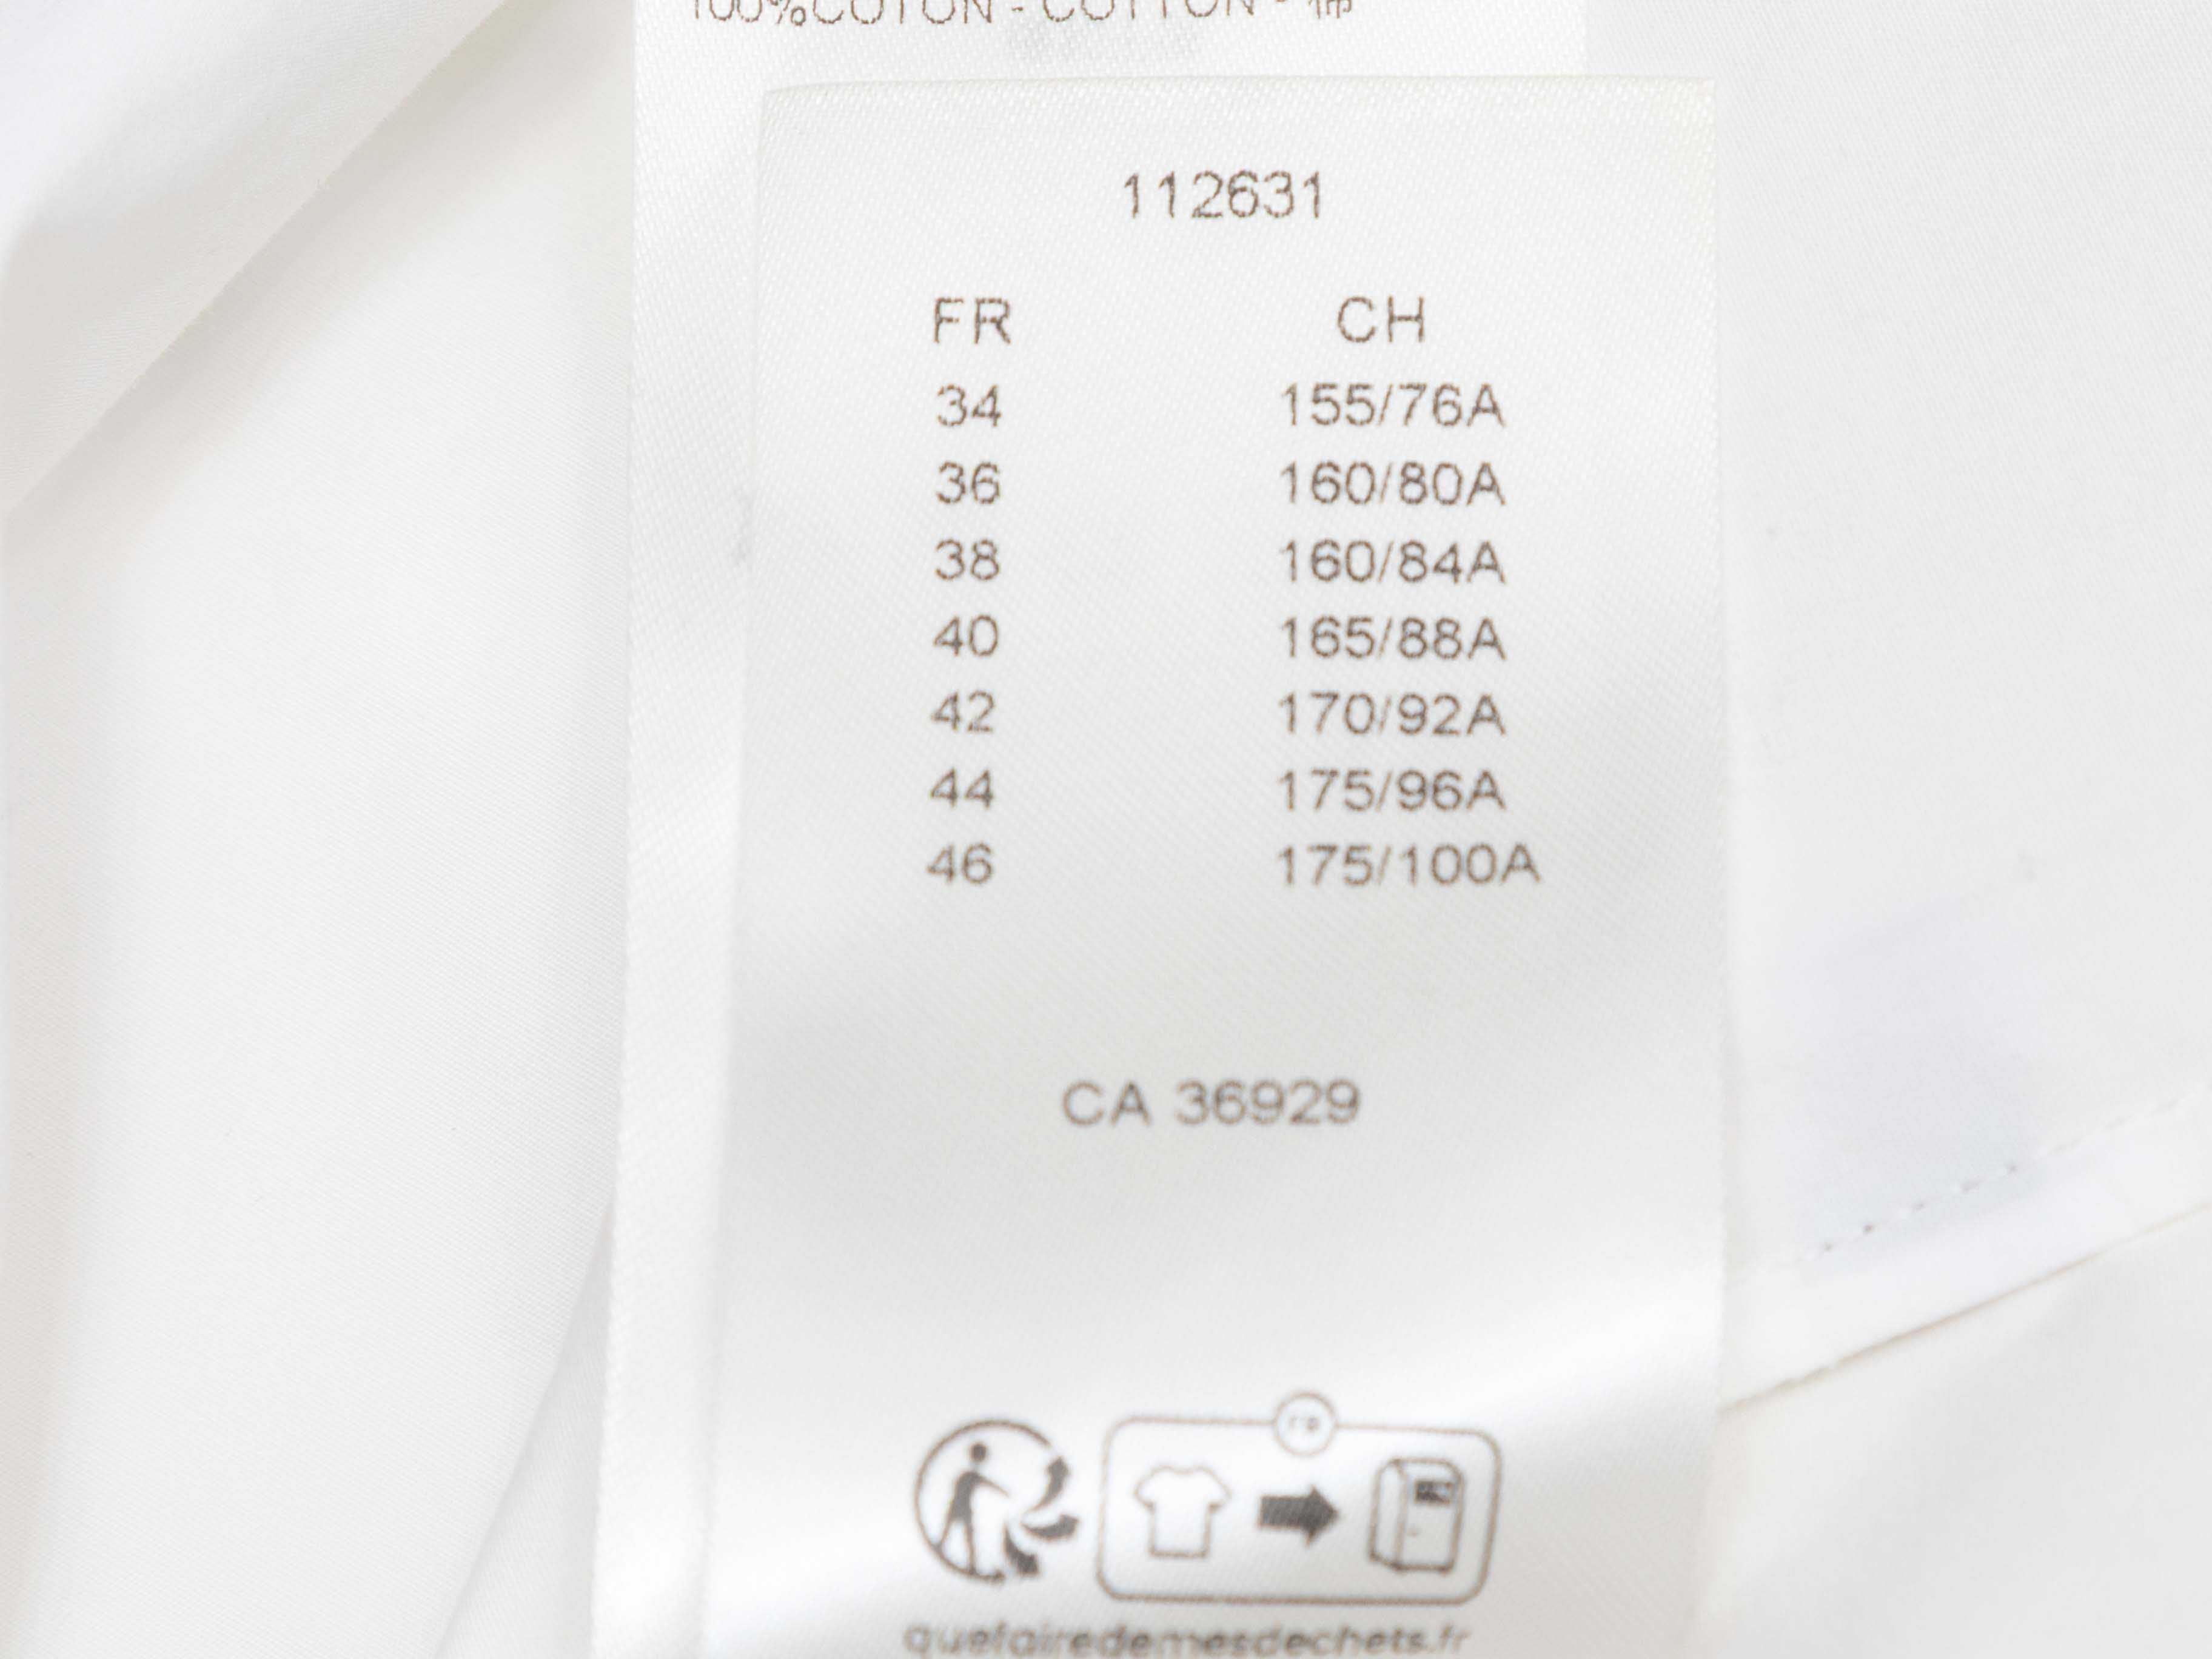 100%COTON - COTTON - 棉
112631
FR CH
34 155/76A
36 160/80A
38 160/84A
40 165/88A
42 170/92A
44 175/96A
46 175/100A
CA 36929
FR
quefairedemesdechets.fr